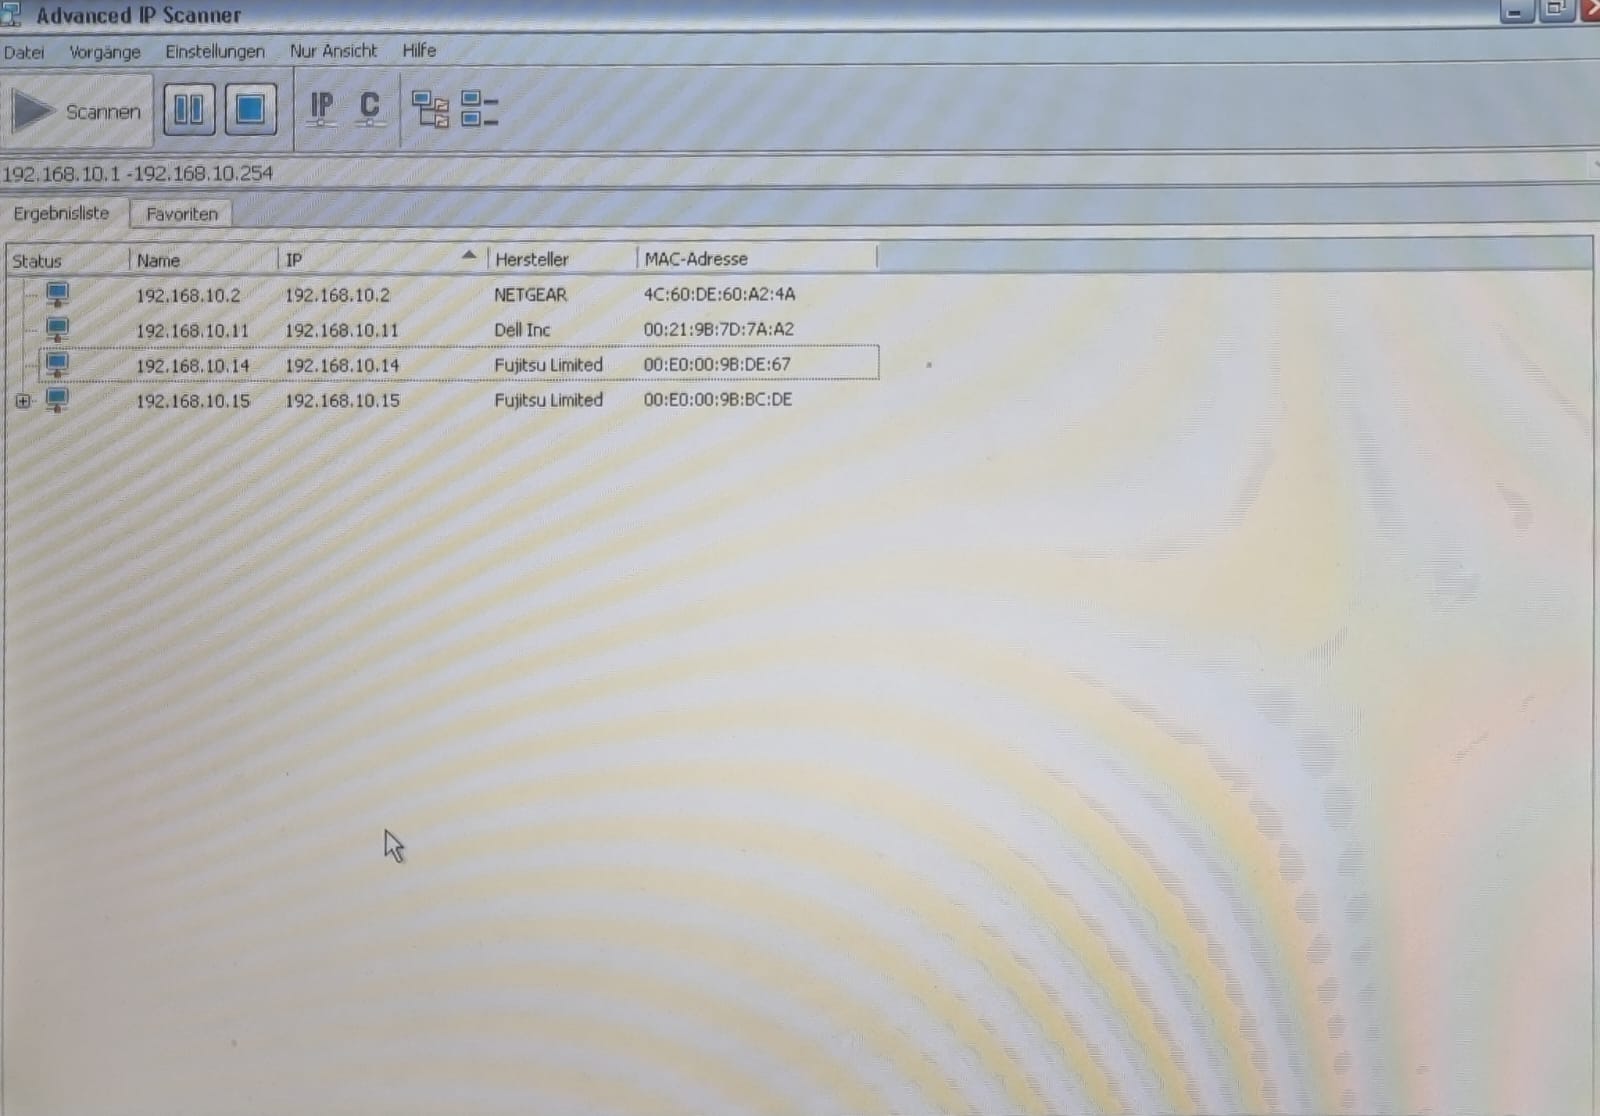 Advanced IP Scanner
Datei Vorgänge Einstellungen Nur Ansicht Hilfe
Scannen IP C
192.168.10.1 -192.168.10.254
Ergebnisliste Favoriten
Status Name IP Hersteller MAC-Adresse
192.168.10.2 192.168.10.2 NETGEAR 4C:60:DE:60:A2:4A
192.168.10.11 192.168.10.11 Dell Inc 00:21:9B:7D:7A:A2
192.168.10.14 192.168.10.14 Fujitsu Limited 00:E0:00:9B:DE:67
192.168.10.15 192.168.10.15 Fujitsu Limited 00:E0:00:9B:BC:DE